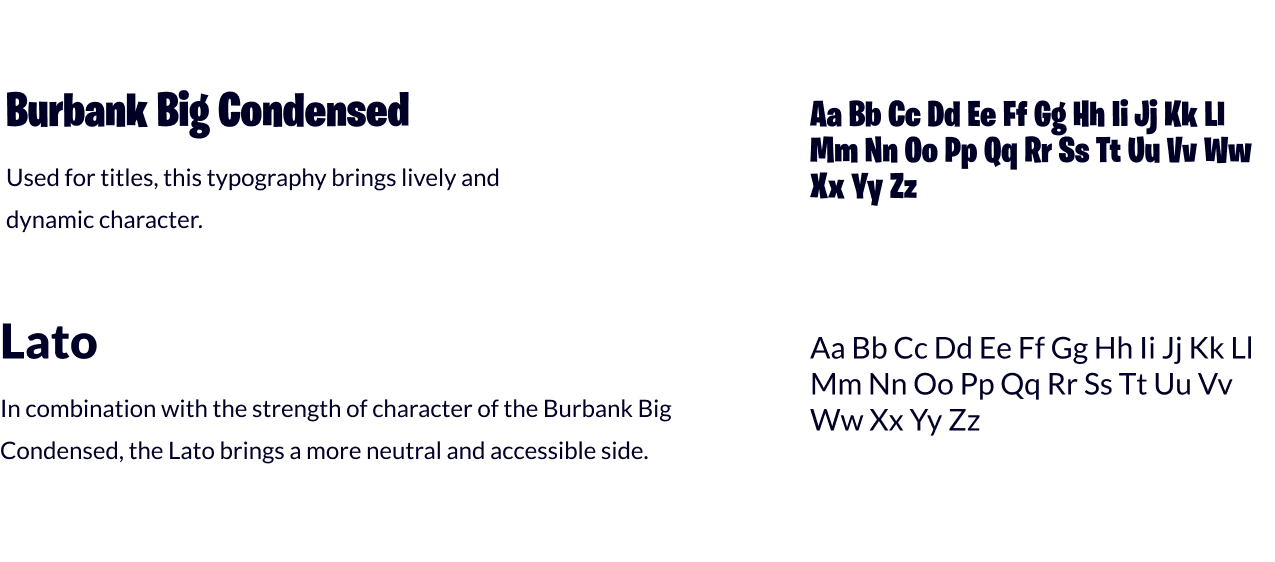 Burbank Big Condensed
Used for titles, this typography brings lively and
dynamic character.
Aa Bb Cc Dd Ee Ff Gg Hh Ii Jj Kk Ll
Mm Nn Oo Pp Qq Rr Ss Tt Uu Vv Ww
Xx Yy Zz
Lato
In combination with the strength of character of the Burbank Big
Condensed, the Lato brings a more neutral and accessible side.
Aa Bb Cc Dd Ee Ff Gg Hh Ii Jj Kk Ll
Mm Nn Oo Pp Qq Rr Ss Tt Uu Vv
Ww Xx Yy Zz